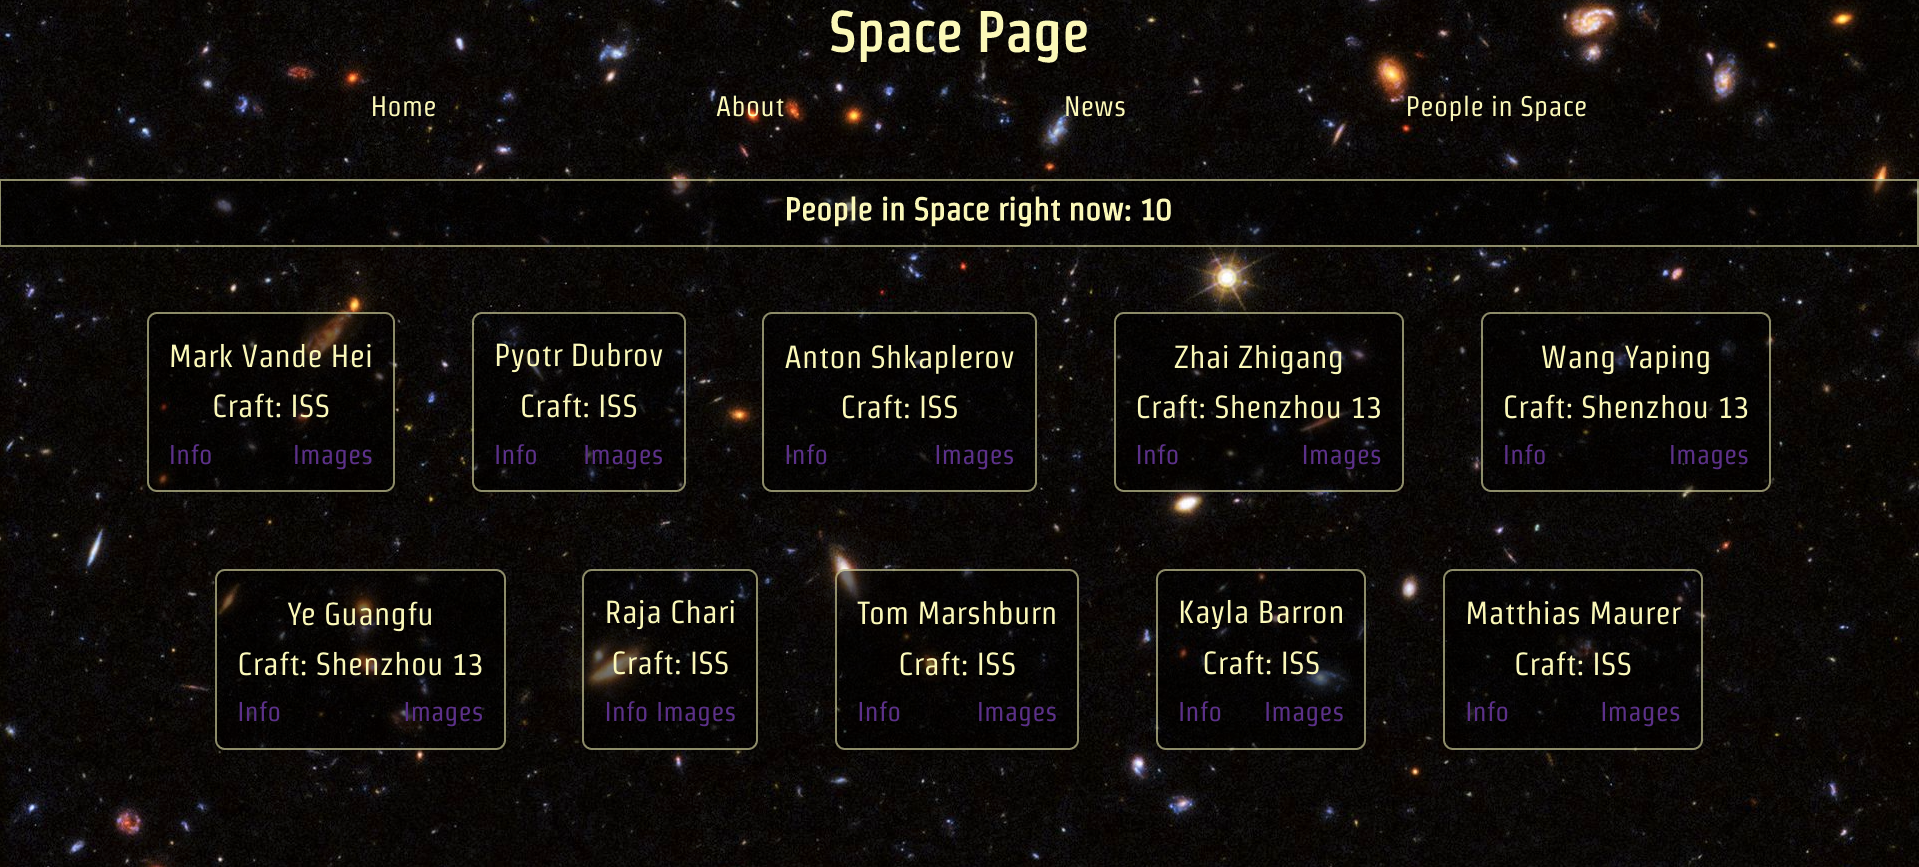 Space Page
Home About News People in Space
People in Space right now: 10
Mark Vande Hei
Craft: ISS
Info Images
Pyotr Dubrov
Craft: ISS
Info Images
Anton Shkaplerov
Craft: ISS
Info Images
Zhai Zhigang
Craft: Shenzhou 13
Info Images
Wang Yaping
Craft: Shenzhou 13
Info Images
Ye Guangfu
Craft: Shenzhou 13
Info Images
Raja Chari
Craft: ISS
Info Images
Tom Marshburn
Craft: ISS
Info Images
Kayla Barron
Craft: ISS
Info Images
Matthias Maurer
Craft: ISS
Info Images